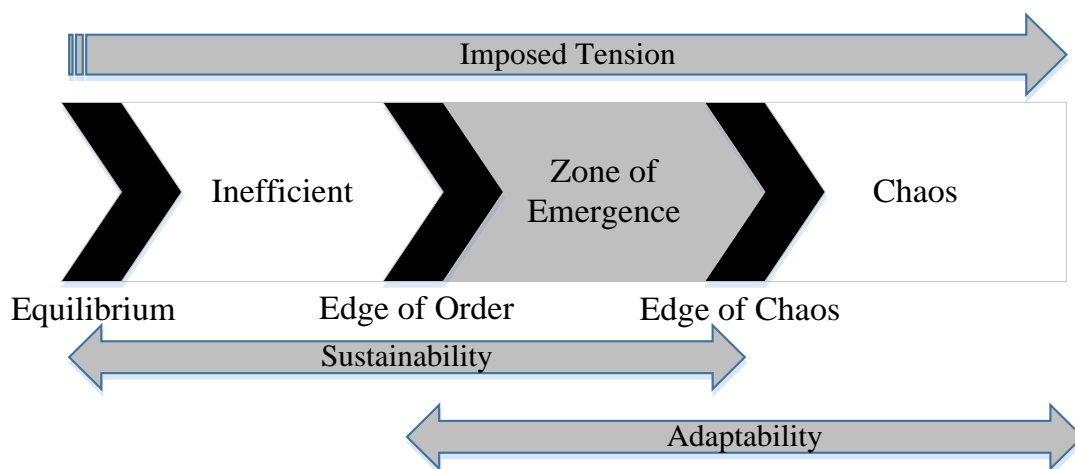 Imposed Tension
Inefficient
Zone of
Emergence
Chaos
Equilibrium
Edge of Order
Edge of Chaos
Sustainability
Adaptability